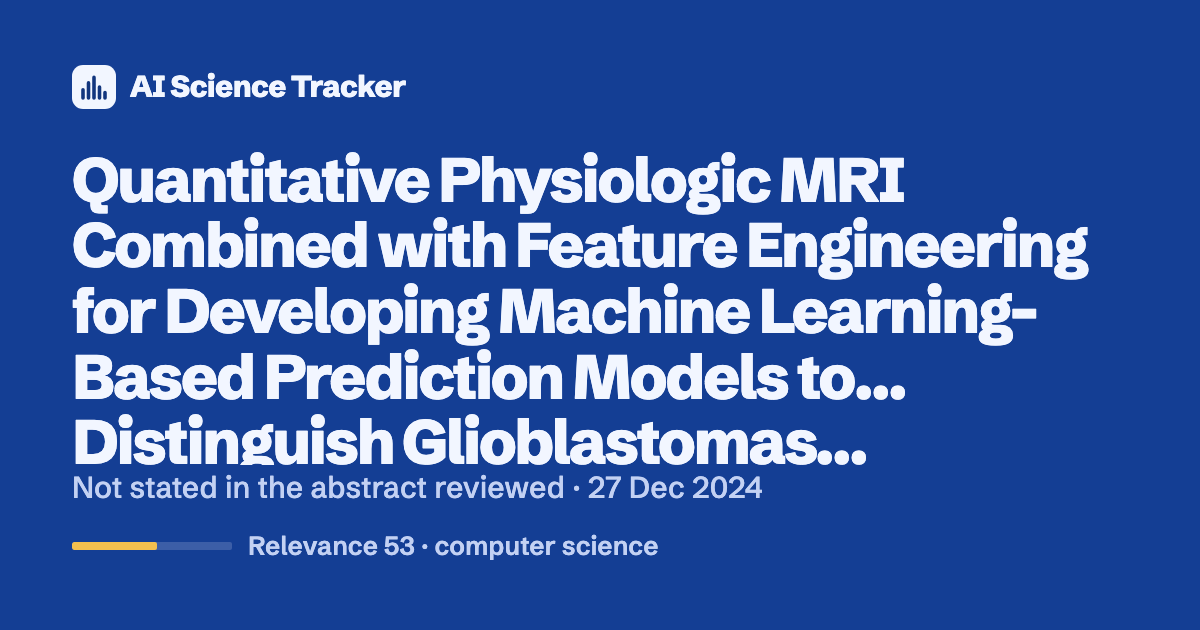 AI Science Tracker
Quantitative Physiologic MRI
Combined with Feature Engineering
for Developing Machine Learning-
Based Prediction Models to...
Distinguish Glioblastomas...
Not stated in the abstract reviewed · 27 Dec 2024
Relevance 53 · computer science